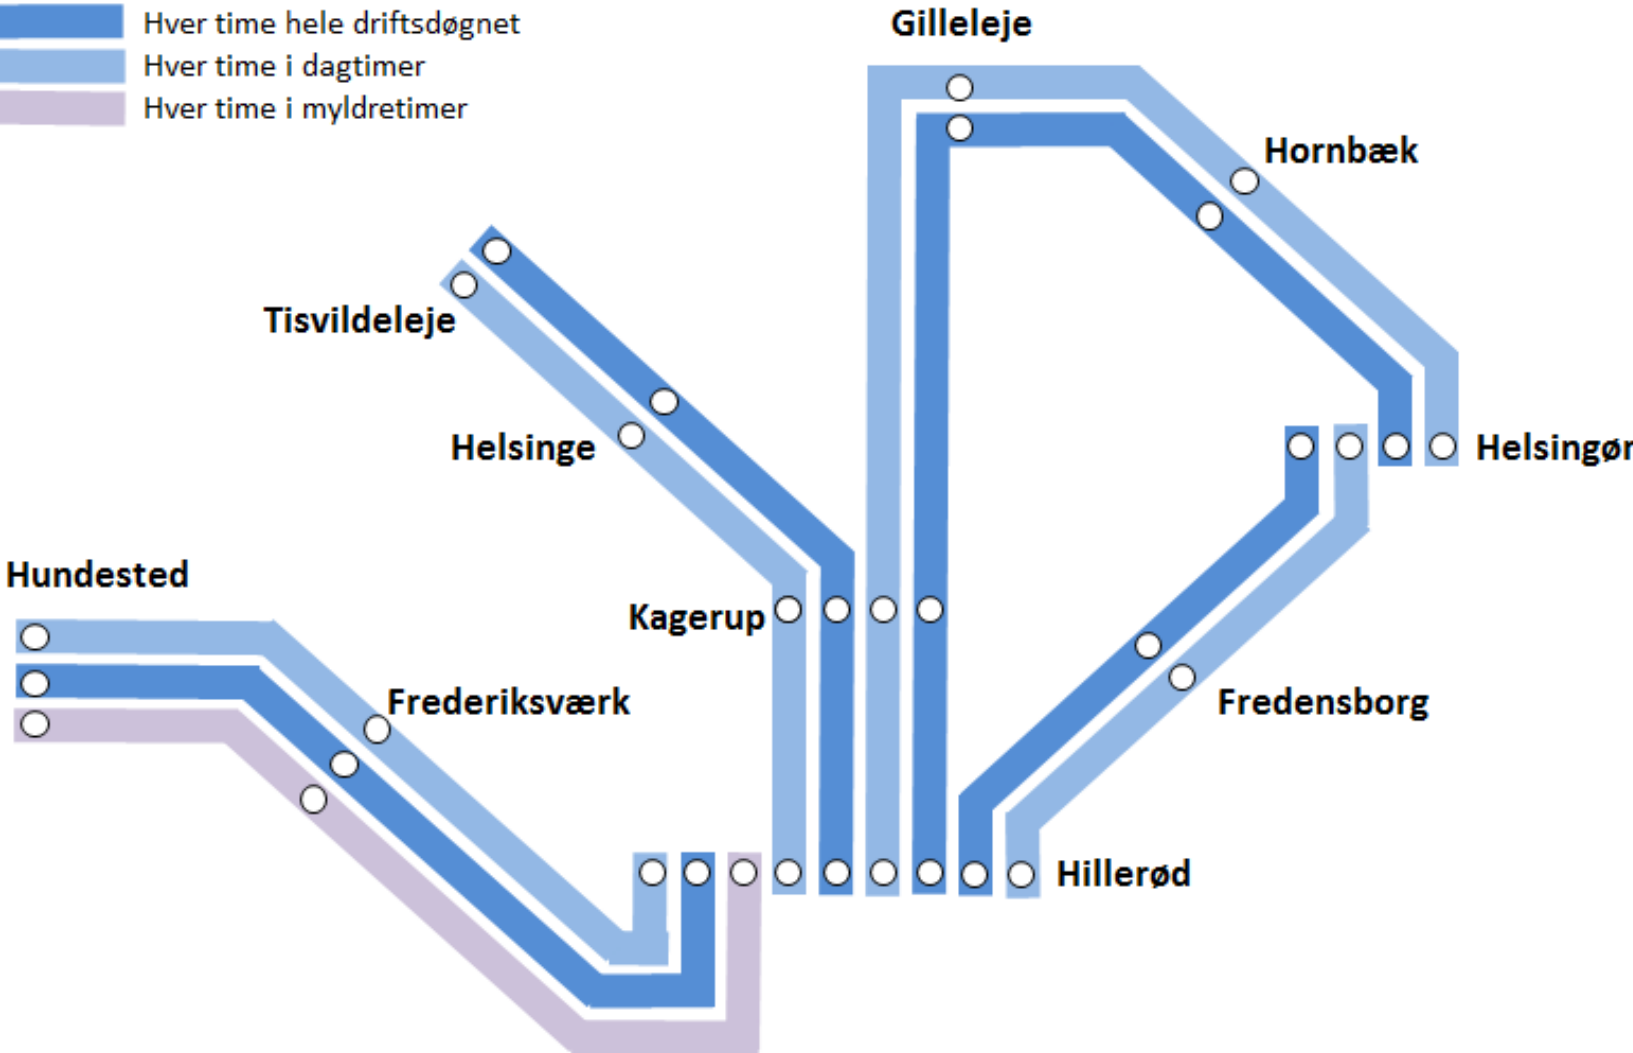 Hver time hele driftsdøgnet
Hver time i dagtimer
Hver time i myldretimer
Gilleleje
Hornbæk
Tisvildeleje
Helsinge
Helsingør
Hundested
Kagerup
Frederiksværk
Fredensborg
Hillerød